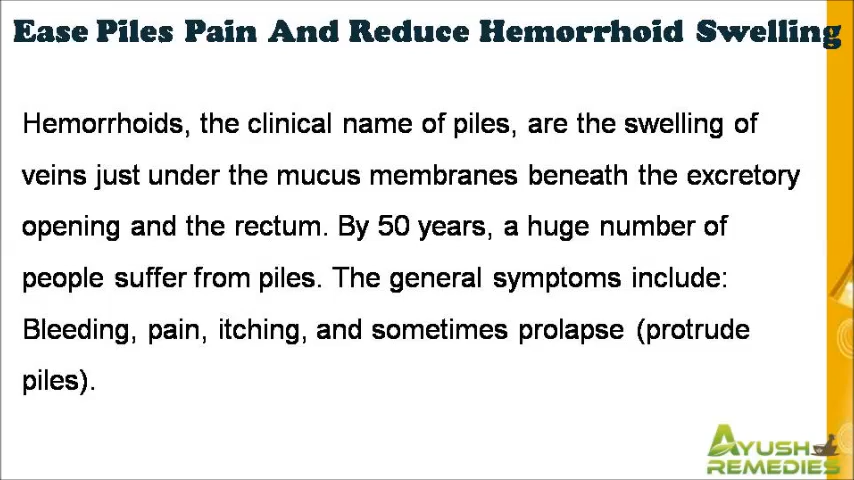 Ease Piles Pain And Reduce Hemorrhoid Swelling
Hemorrhoids, the clinical name of piles, are the swelling of
veins just under the mucus membranes beneath the excretory
opening and the rectum. By 50 years, a huge number of
people suffer from piles. The general symptoms include:
Bleeding, pain, itching, and sometimes prolapse (protrude
piles).
AYUSH
REMEDIES